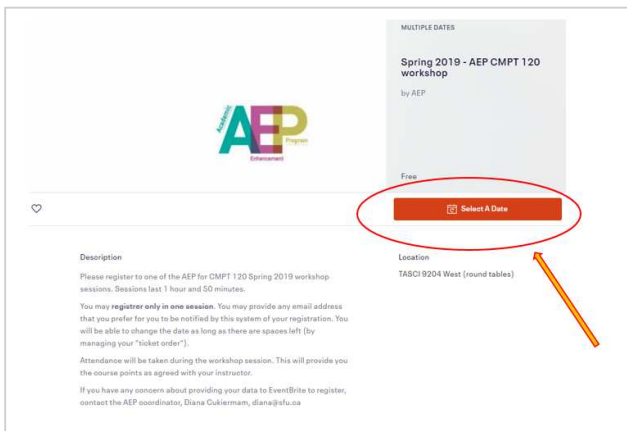 MULTIPLE DATES
Spring 2019 - AEP CMPT 120
workshop
by AEP
Academic
AEP
Program
Enhancement
Free
Select A Date
Description
Please register to one of the AEP for CMPT 120 Spring 2019 workshop
sessions. Sessions last 1 hour and 50 minutes.
You may registrer only in one session. You may provide any email address
that you prefer for you to be notified by this system of your registration. You
will be able to change the date as long as there are spaces left (by
managing your "ticket order").
Attendance will be taken during the workshop session. This will provide you
the course points as agreed with your instructor.
If you have any concern about providing your data to EventBrite to register,
contact the AEP coordinator, Diana Cukierman, diana@sfu.ca
Location
TASCI 9204 West (round tables)